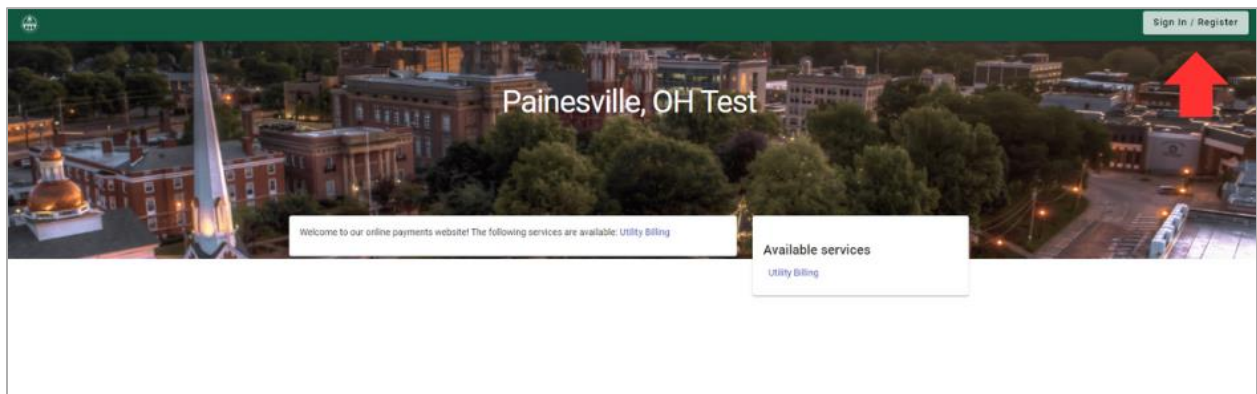 Sign In / Register
Painesville, OH Test
Welcome to our online payments website! The following services are available: Utility Billing
Available services
Utility Billing